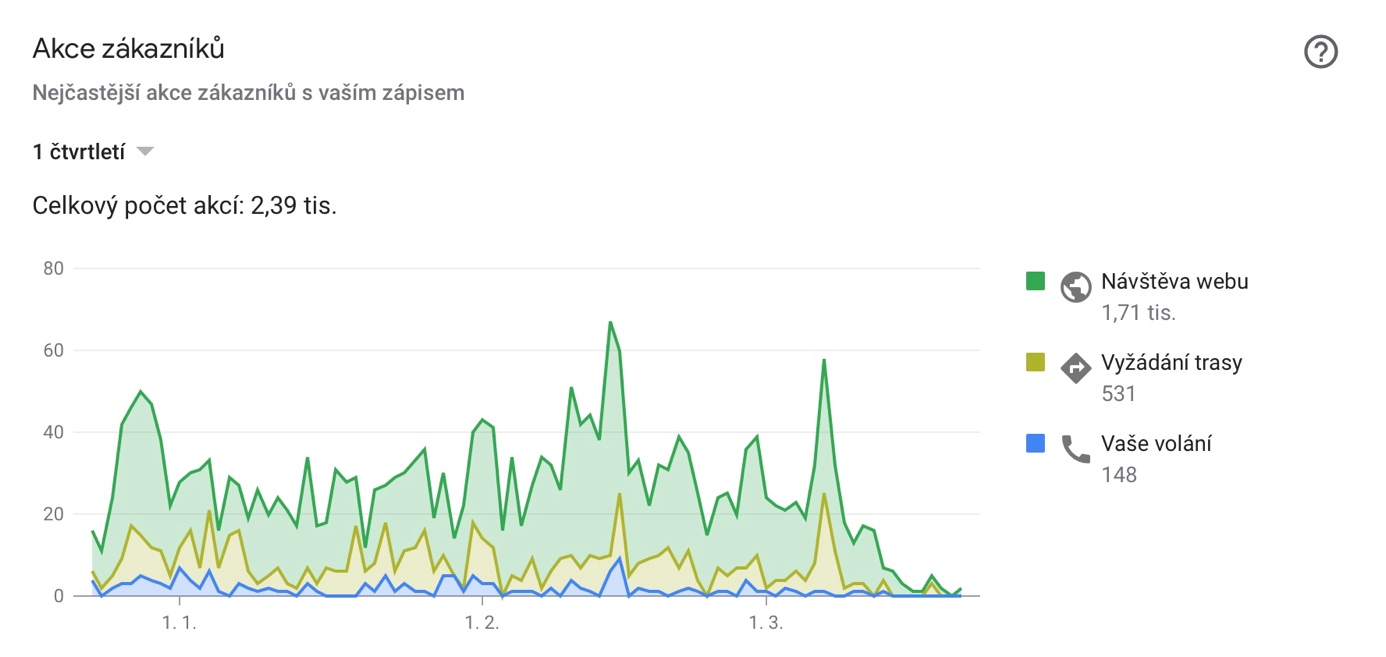 Akce zákazníků
Nejčastější akce zákazníků s vaším zápisem
1 čtvrtletí
Celkový počet akcí: 2,39 tis.
80
60
40
20
0
1. 1.
1. 2.
1. 3.
Návštěva webu
1,71 tis.
Vyžádání trasy
531
Vaše volání
148